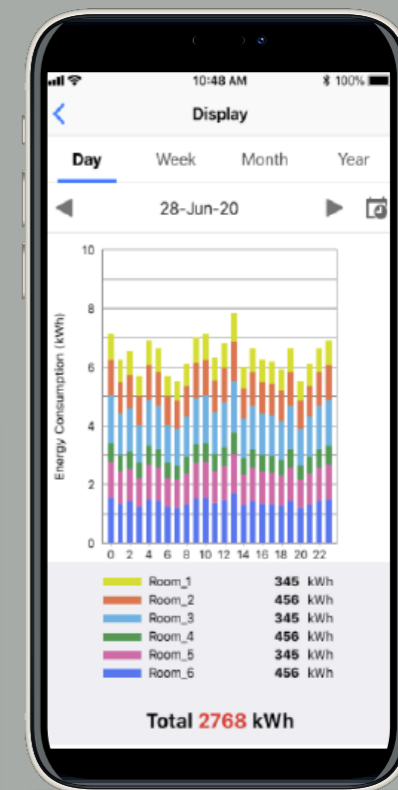 10:48 AM 100%
Display
Day Week Month Year
28-Jun-20
Energy Consumption (kWh)
10
8
6
4
2
0
0 2 4 6 8 10 12 14 16 18 20 22
Room_1 345 kWh
Room_2 456 kWh
Room_3 345 kWh
Room_4 456 kWh
Room_5 345 kWh
Room_6 456 kWh
Total 2768 kWh